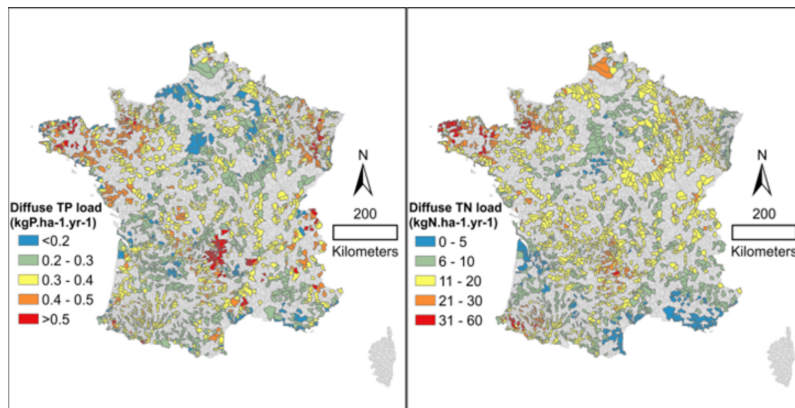 N
200
Kilometers
Diffuse TP load
(kgP.ha-1.yr-1)
<0.2
0.2 - 0.3
0.3 - 0.4
0.4 - 0.5
>0.5
N
200
Kilometers
Diffuse TN load
(kgN.ha-1.yr-1)
0 - 5
6 - 10
11 - 20
21 - 30
31 - 60